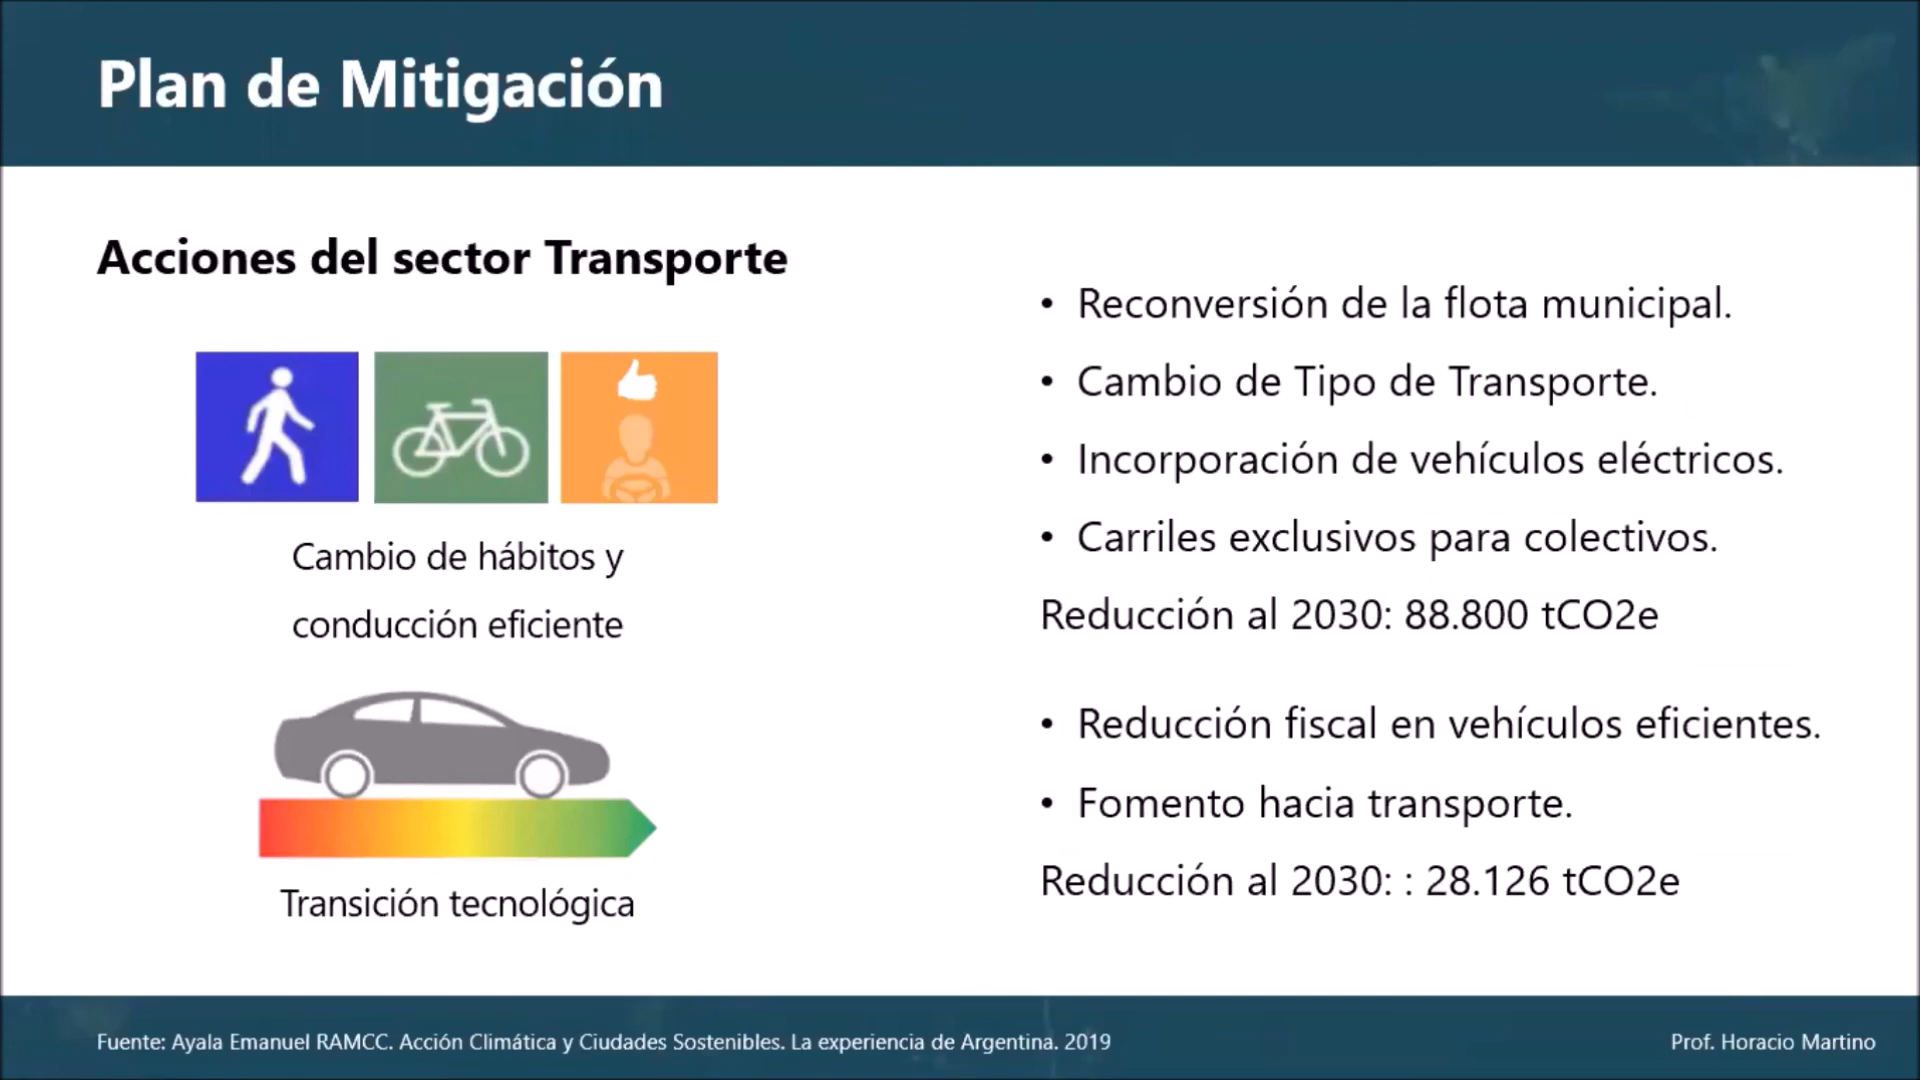 Plan de Mitigación
Acciones del sector Transporte
Cambio de hábitos y
conducción eficiente
Transición tecnológica
• Reconversión de la flota municipal.
• Cambio de Tipo de Transporte.
• Incorporación de vehículos eléctricos.
• Carriles exclusivos para colectivos.
Reducción al 2030: 88.800 tCO2e
• Reducción fiscal en vehículos eficientes.
• Fomento hacia transporte.
Reducción al 2030: : 28.126 tCO2e
Fuente: Ayala Emanuel RAMCC. Acción Climática y Ciudades Sostenibles. La experiencia de Argentina. 2019
Prof. Horacio Martino